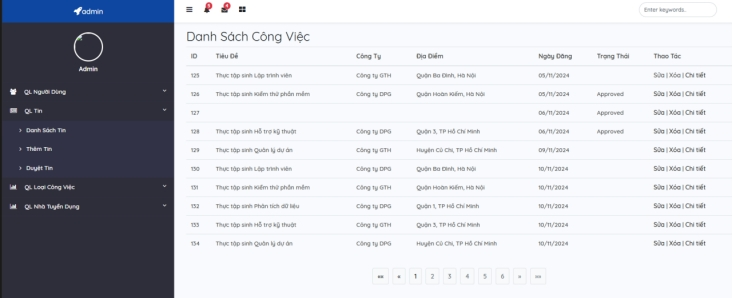 admin
Enter keywords..
Admin
QL Người Dùng
QL Tin
Danh Sách Tin
Thêm Tin
Duyệt Tin
QL Loại Công Việc
QL Nhà Tuyển Dụng
Danh Sách Công Việc
ID Tiêu Đề Công Ty Địa Điểm Ngày Đăng Trạng Thái Thao Tác
125 Thực tập sinh Lập trình viên Công ty GTH Quận Ba Đình, Hà Nội 05/11/2024 Sửa | Xóa | Chi tiết
126 Thực tập sinh Kiểm thử phần mềm Công ty DPG Quận Hoàn Kiếm, Hà Nội 05/11/2024 Approved Sửa | Xóa | Chi tiết
127 06/11/2024 Approved Sửa | Xóa | Chi tiết
128 Thực tập sinh Hỗ trợ kỹ thuật Công ty DPG Quận 3, TP Hồ Chí Minh 06/11/2024 Approved Sửa | Xóa | Chi tiết
129 Thực tập sinh Quản lý dự án Công ty GTH Huyện Củ Chi, TP Hồ Chí Minh 09/11/2024 Sửa | Xóa | Chi tiết
130 Thực tập sinh Lập trình viên Công ty DPG Quận Ba Đình, Hà Nội 10/11/2024 Sửa | Xóa | Chi tiết
131 Thực tập sinh Kiểm thử phần mềm Công ty GTH Quận Hoàn Kiếm, Hà Nội 10/11/2024 Sửa | Xóa | Chi tiết
132 Thực tập sinh Phân tích dữ liệu Công ty DPG Quận 1, TP Hồ Chí Minh 10/11/2024 Sửa | Xóa | Chi tiết
133 Thực tập sinh Hỗ trợ kỹ thuật Công ty GTH Quận 3, TP Hồ Chí Minh 10/11/2024 Sửa | Xóa | Chi tiết
134 Thực tập sinh Quản lý dự án Công ty DPG Huyện Củ Chi, TP Hồ Chí Minh 10/11/2024 Sửa | Xóa | Chi tiết
«« « 1 2 3 4 5 6 » »»